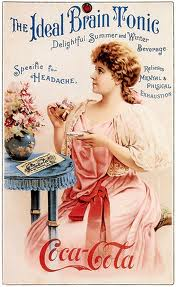 THE Ideal Brain Tonic
Delightful Summer and Winter
Beverage
Specific for
HEADACHE.
Relieves
MENTAL &
PHYSICAL
EXHAUSTION
Coca-Cola